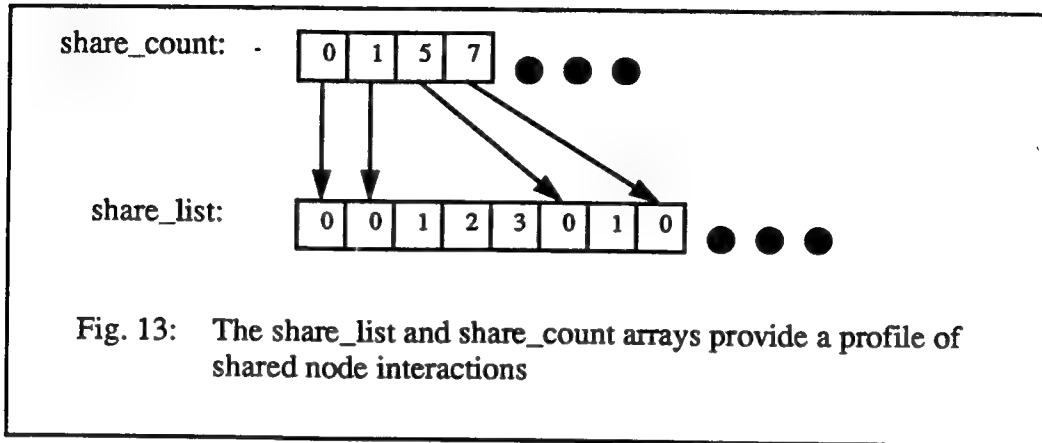 share_count: 0 1 5 7
share_list: 0 0 1 2 3 0 1 0
Fig. 13: The share_list and share_count arrays provide a profile of
shared node interactions